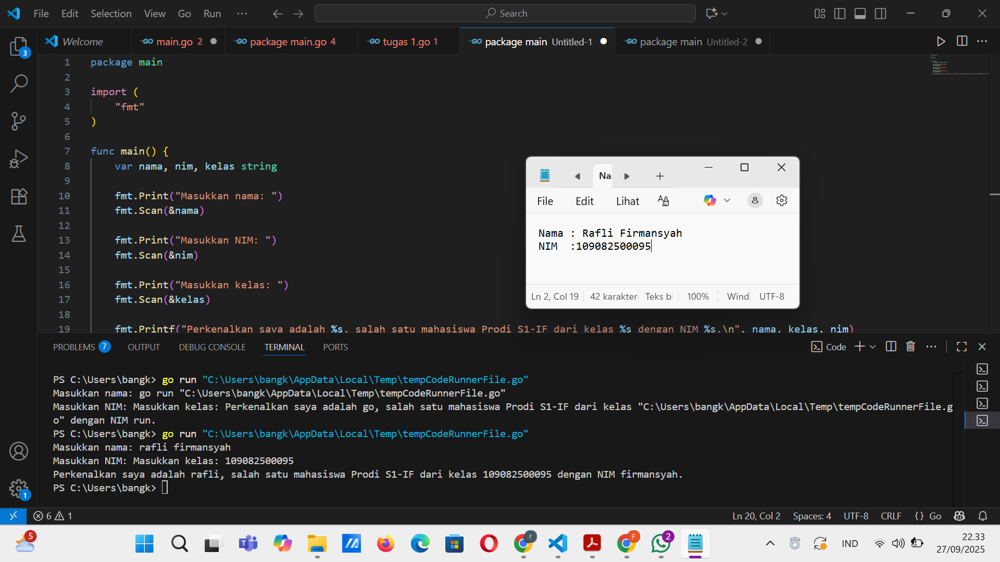 File Edit Selection View Go Run ··· Search
3
Welcome main.go 2 package main.go 4 tugas 1.go 1 package main Untitled-1 package main Untitled-2
1 package main
2
3 import (
4 "fmt"
5 )
6
7 func main() {
8 var nama, nim, kelas string
9
10 fmt.Print("Masukkan nama: ")
11 fmt.Scan(&nama)
12
13 fmt.Print("Masukkan NIM: ")
14 fmt.Scan(&nim)
15
16 fmt.Print("Masukkan kelas: ")
17 fmt.Scan(&kelas)
18
19 fmt.Printf("Perkenalkan saya adalah %s, salah satu mahasiswa Prodi S1-IF dari kelas %s dengan NIM %s.\n", nama, kelas, nim)
Na
File Edit Lihat
Nama : Rafli Firmansyah
NIM  :109082500095
Ln 2, Col 19 42 karakter Teks bi 100% Wind UTF-8
PROBLEMS 7 OUTPUT DEBUG CONSOLE TERMINAL PORTS Code
PS C:\Users\bangk> go run "C:\Users\bangk\AppData\Local\Temp\tempCodeRunnerFile.go"
Masukkan nama: go run "C:\Users\bangk\AppData\Local\Temp\tempCodeRunnerFile.go"
Masukkan NIM: Masukkan kelas: Perkenalkan saya adalah go, salah satu mahasiswa Prodi S1-IF dari kelas "C:\Users\bangk\AppData\Local\Temp\tempCodeRunnerFile.g
o" dengan NIM run.
PS C:\Users\bangk> go run "C:\Users\bangk\AppData\Local\Temp\tempCodeRunnerFile.go"
Masukkan nama: rafli firmansyah
Masukkan NIM: Masukkan kelas: 109082500095
Perkenalkan saya adalah rafli, salah satu mahasiswa Prodi S1-IF dari kelas 109082500095 dengan NIM firmansyah.
PS C:\Users\bangk>
1
6 1 Ln 20, Col 2 Spaces: 4 UTF-8 CRLF {} Go
5 r F 2 IND 22.33
27/09/2025